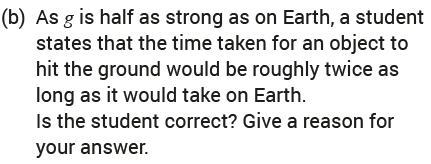 (b) As g is half as strong as on Earth, a student
states that the time taken for an object to
hit the ground would be roughly twice as
long as it would take on Earth.
Is the student correct? Give a reason for
your answer.